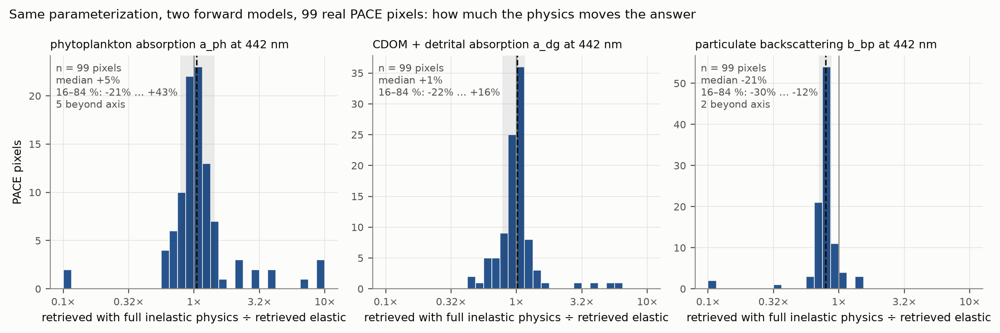 Same parameterization, two forward models, 99 real PACE pixels: how much the physics moves the answer
phytoplankton absorption a_ph at 442 nm
n = 99 pixels
median +5%
16–84 %: -21% … +43%
5 beyond axis
PACE pixels
20
15
10
5
0
0.1×
0.32×
1×
3.2×
10×
retrieved with full inelastic physics ÷ retrieved elastic
CDOM + detrital absorption a_dg at 442 nm
n = 99 pixels
median +1%
16–84 %: -22% … +16%
35
30
25
20
15
10
5
0
0.1×
0.32×
1×
3.2×
10×
retrieved with full inelastic physics ÷ retrieved elastic
particulate backscattering b_bp at 442 nm
n = 99 pixels
median -21%
16–84 %: -30% … -12%
2 beyond axis
50
40
30
20
10
0
0.1×
0.32×
1×
3.2×
10×
retrieved with full inelastic physics ÷ retrieved elastic